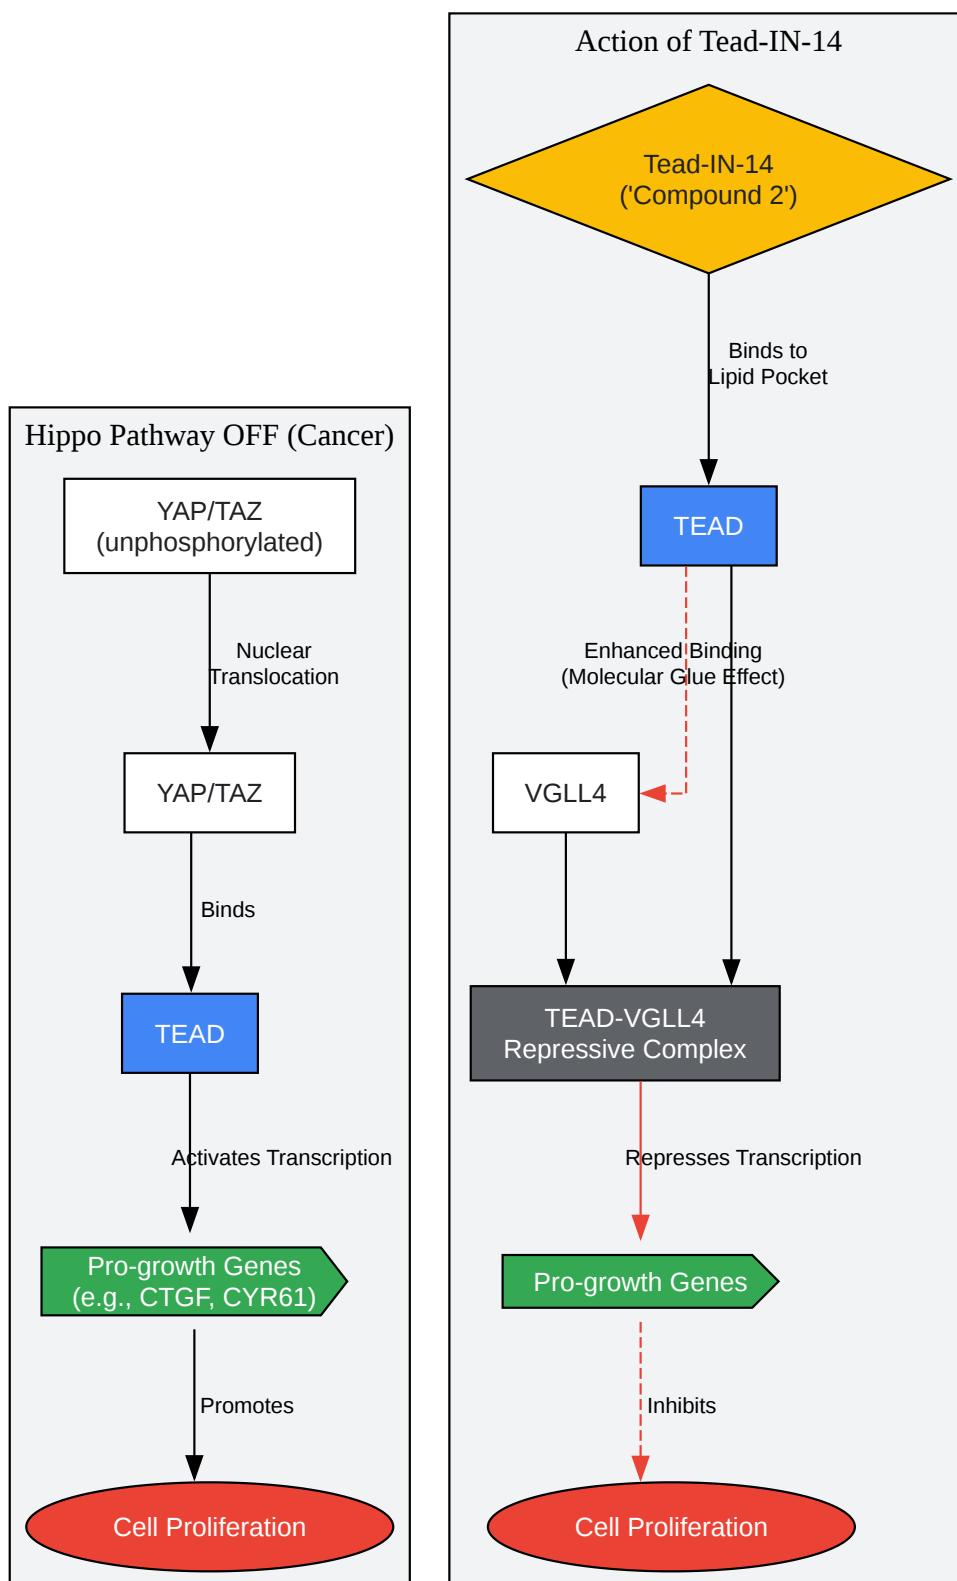 Hippo Pathway OFF (Cancer)
YAP/TAZ
(unphosphorylated)
Nuclear
Translocation
YAP/TAZ
Binds
TEAD
Activates Transcription
Pro-growth Genes
(e.g., CTGF, CYR61)
Promotes
Cell Proliferation
Action of Tead-IN-14
Tead-IN-14
('Compound 2')
Binds to
Lipid Pocket
TEAD
Enhanced Binding
(Molecular Glue Effect)
VGLL4
TEAD-VGLL4
Repressive Complex
Represses Transcription
Pro-growth Genes
Inhibits
Cell Proliferation